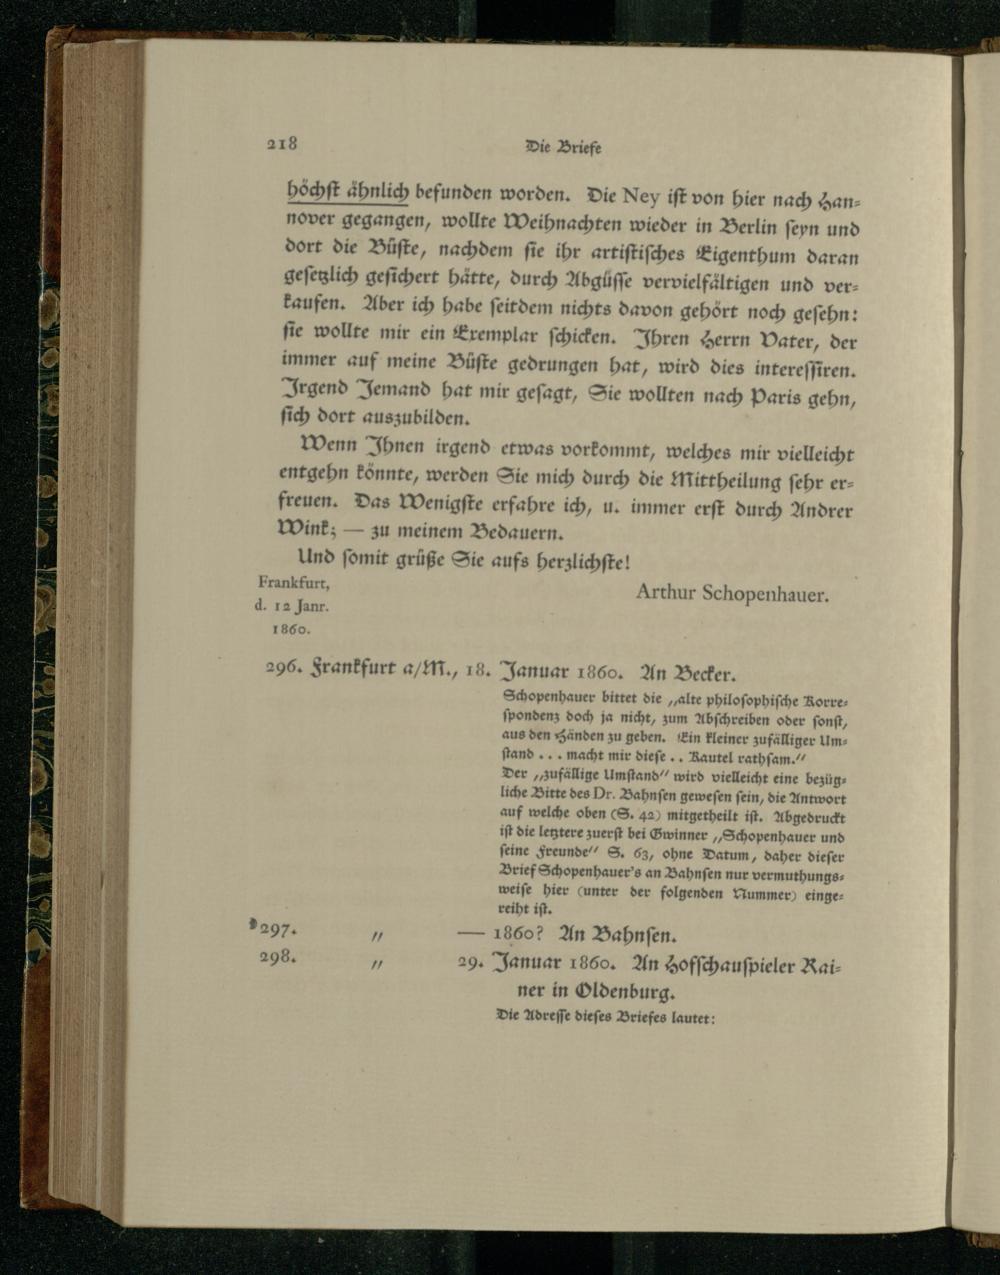 218
Die Briefe
höchst ähnlich befunden worden. Die Ney ist von hier nach Han-
nover gegangen, wollte Weihnachten wieder in Berlin seyn und
dort die Büste, nachdem sie ihr artistisches Eigenthum daran
gesetzlich gesichert hätte, durch Abgüsse vervielfältigen und ver-
kaufen. Aber ich habe seitdem nichts davon gehört noch gesehn:
sie wollte mir ein Exemplar schicken. Ihren Herrn Vater, der
immer auf meine Büste gedrungen hat, wird dies interessiren.
Irgend Jemand hat mir gesagt, Sie wollten nach Paris gehn,
sich dort auszubilden.
Wenn Ihnen irgend etwas vorkommt, welches mir vielleicht
entgehn könnte, werden Sie mich durch die Mittheilung sehr er-
freuen. Das Wenigste erfahre ich, u. immer erst durch Andrer
Wink; — zu meinem Bedauern.
Und somit grüße Sie aufs herzlichste!
Frankfurt,
d. 12 Janr.
1860.
Arthur Schopenhauer.
296. Frankfurt a/M., 18. Januar 1860. An Becker.
Schopenhauer bittet die „alte philosophische Korre-
spondenz doch ja nicht, zum Abschreiben oder sonst,
aus den Händen zu geben. Ein kleiner zufälliger Um-
stand . . . macht mir diese . . Kautel rathsam.“
Der „zufällige Umstand“ wird vielleicht eine bezüg-
liche Bitte des Dr. Bahnsen gewesen sein, die Antwort
auf welche oben (S. 42) mitgetheilt ist. Abgedruckt
ist die letztere zuerst bei Gwinner „Schopenhauer und
seine Freunde“ S. 63, ohne Datum, daher dieser
Brief Schopenhauer's an Bahnsen nur vermuthungs-
weise hier (unter der folgenden Nummer) einge-
reiht ist.
*297. „ — 1860? An Bahnsen.
298. „ 29. Januar 1860. An Hofschauspieler Rai-
ner in Oldenburg.
Die Adresse dieses Briefes lautet: